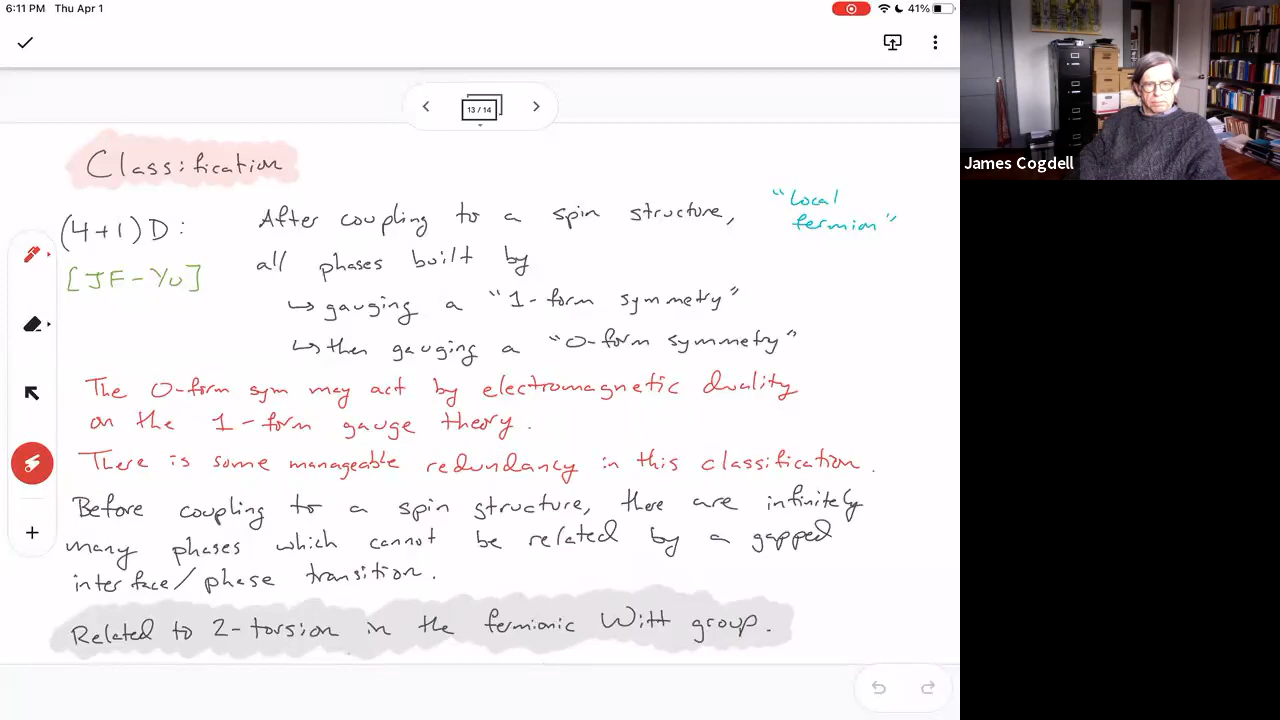 6:11 PM Thu Apr 1
41%
13 / 14
Classification
(4+1)D: After coupling to a spin structure,
"Local
fermion"
[JF-YU] all phases built by
↳ gauging a "1-form symmetry"
↳ then gauging a "0-form symmetry"
The 0-form sym may act by electromagnetic duality
on the 1-form gauge theory.
There is some manageable redundancy in this classification.
Before coupling to a spin structure, there are infinitely
many phases which cannot be related by a gapped
interface/phase transition.
Related to 2-torsion in the fermionic Witt group.
James Cogdell